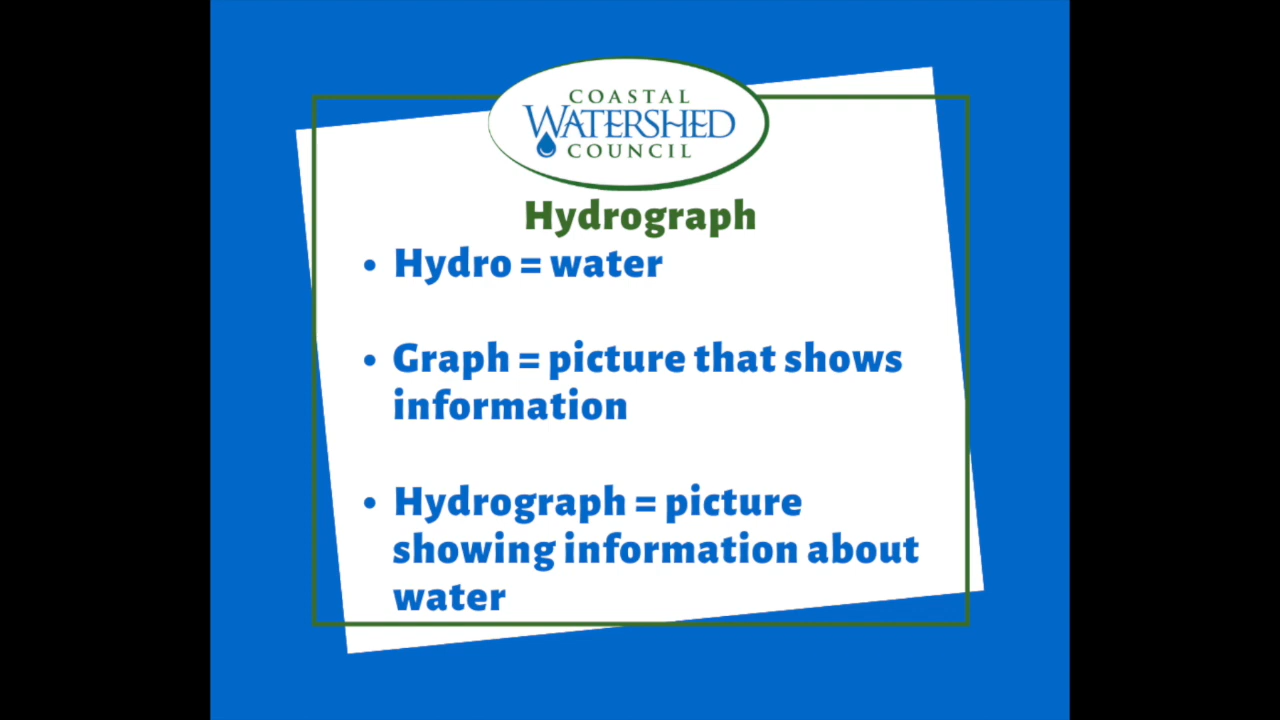 COASTAL
WATERSHED
COUNCIL
Hydrograph
• Hydro = water
• Graph = picture that shows
information
• Hydrograph = picture
showing information about
water